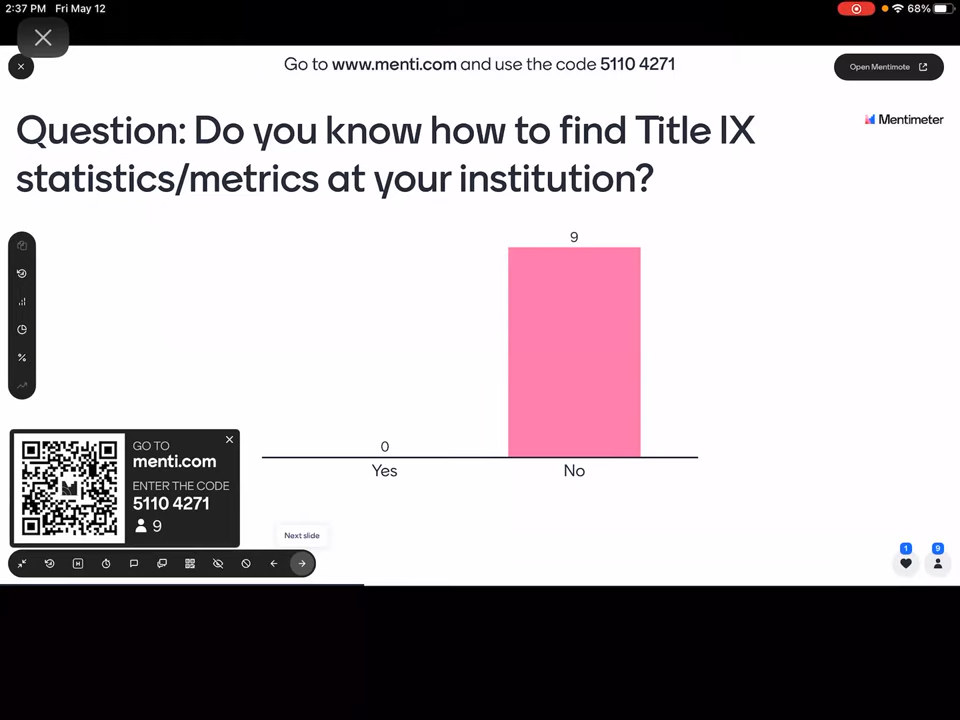 2:37 PM Fri May 12
68%
Go to www.menti.com and use the code 5110 4271
Open Mentimote
Question: Do you know how to find Title IX
statistics/metrics at your institution?
Mentimeter
9
0
Yes
No
GO TO
menti.com
ENTER THE CODE
5110 4271
9
Next slide
1
9